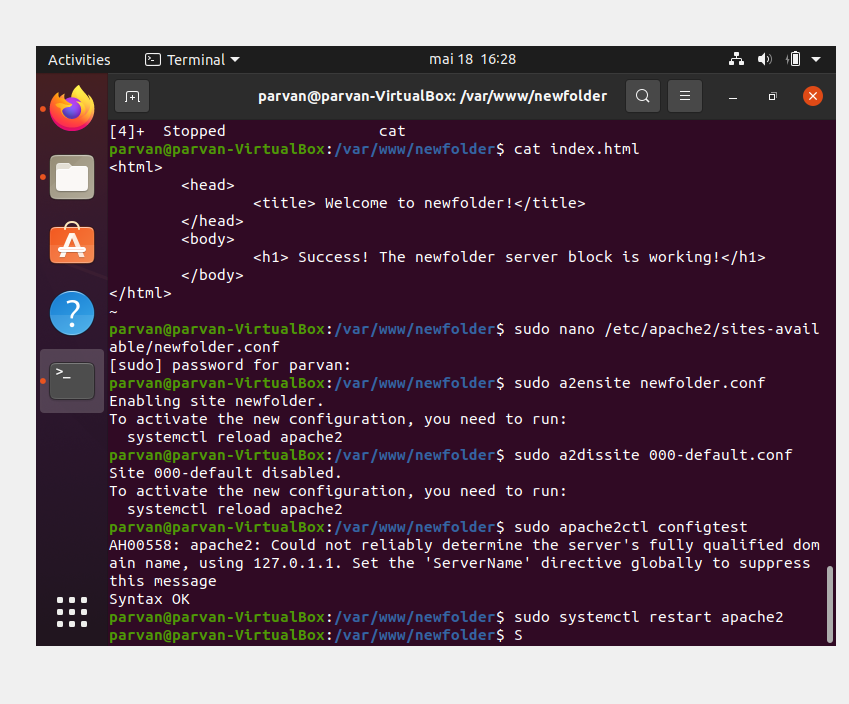 Activities
Terminal
mai 18 16:28
parvan@parvan-VirtualBox: /var/www/newfolder
[4]+  Stopped                 cat
parvan@parvan-VirtualBox:/var/www/newfolder$ cat index.html
<html>
        <head>
                <title> Welcome to newfolder!</title>
        </head>
        <body>
                <h1> Success! The newfolder server block is working!</h1>
        </body>
</html>
~
parvan@parvan-VirtualBox:/var/www/newfolder$ sudo nano /etc/apache2/sites-avail
able/newfolder.conf
[sudo] password for parvan:
parvan@parvan-VirtualBox:/var/www/newfolder$ sudo a2ensite newfolder.conf
Enabling site newfolder.
To activate the new configuration, you need to run:
  systemctl reload apache2
parvan@parvan-VirtualBox:/var/www/newfolder$ sudo a2dissite 000-default.conf
Site 000-default disabled.
To activate the new configuration, you need to run:
  systemctl reload apache2
parvan@parvan-VirtualBox:/var/www/newfolder$ sudo apache2ctl configtest
AH00558: apache2: Could not reliably determine the server's fully qualified dom
ain name, using 127.0.1.1. Set the 'ServerName' directive globally to suppress
this message
Syntax OK
parvan@parvan-VirtualBox:/var/www/newfolder$ sudo systemctl restart apache2
parvan@parvan-VirtualBox:/var/www/newfolder$ S